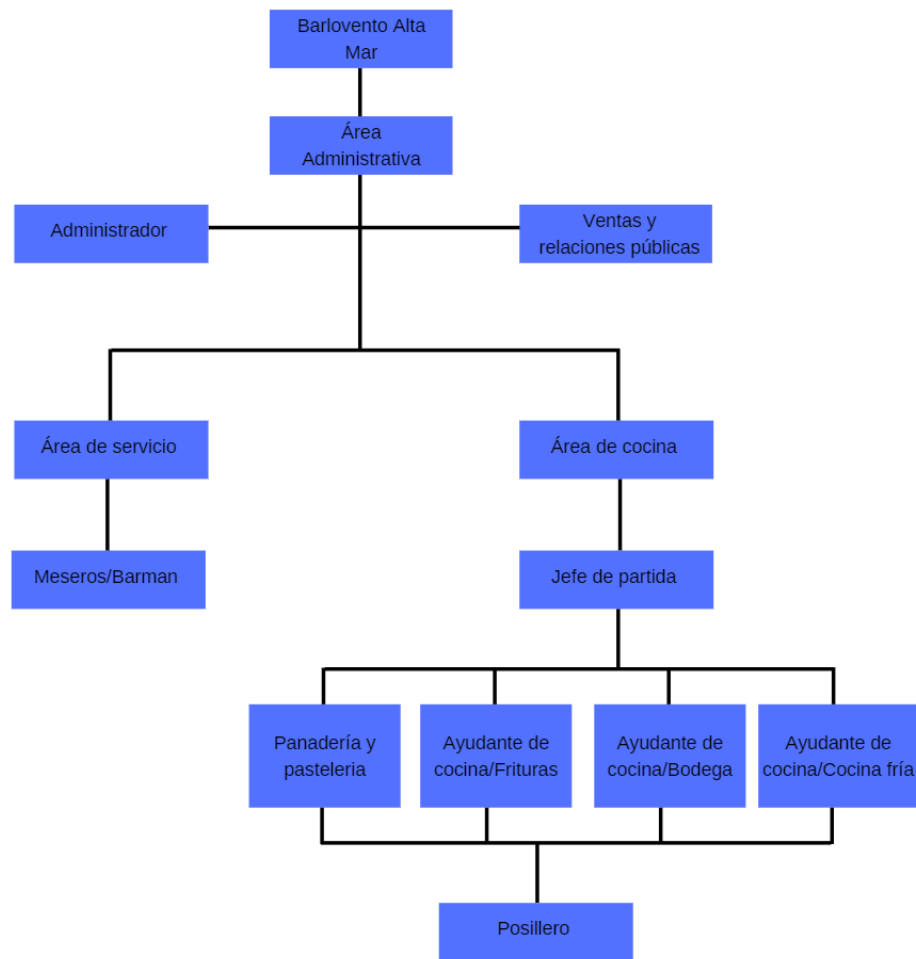 Barlovento Alta
Mar
Área
Administrativa
Administrador
Ventas y
relaciones públicas
Área de servicio
Área de cocina
Meseros/Barman
Jefe de partida
Panadería y
pasteleria
Ayudante de
cocina/Frituras
Ayudante de
cocina/Bodega
Ayudante de
cocina/Cocina fría
Posillero